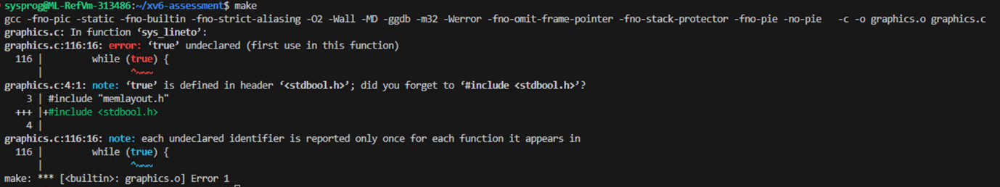 sysprog@ML-RefVm-313486:~/xv6-assessment$ make
gcc -fno-pic -static -fno-builtin -fno-strict-aliasing -O2 -Wall -MD -ggdb -m32 -Werror -fno-omit-frame-pointer -fno-stack-protector -fno-pie -no-pie   -c -o graphics.o graphics.c
graphics.c: In function ‘sys_lineto’:
graphics.c:116:16: error: ‘true’ undeclared (first use in this function)
  116 |         while (true) {
      |                ^~~~
graphics.c:4:1: note: ‘true’ is defined in header ‘<stdbool.h>’; did you forget to ‘#include <stdbool.h>’?
    3 | #include "memlayout.h"
  +++ |+#include <stdbool.h>
    4 |
graphics.c:116:16: note: each undeclared identifier is reported only once for each function it appears in
  116 |         while (true) {
      |                ^~~~
make: *** [<builtin>: graphics.o] Error 1